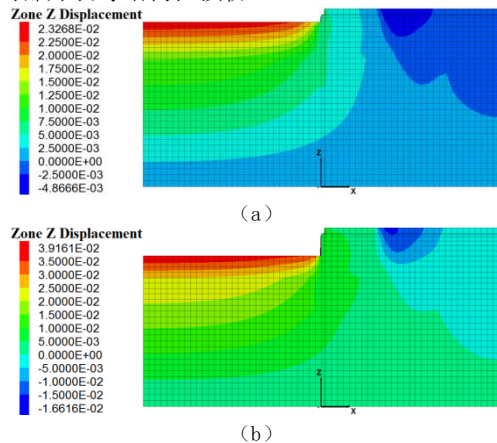 Zone Z Displacement
2.3268E-02
2.2500E-02
2.0000E-02
1.7500E-02
1.5000E-02
1.2500E-02
1.0000E-02
7.5000E-03
5.0000E-03
2.5000E-03
0.0000E+00
-2.5000E-03
-4.8666E-03
z
x
(a)
Zone Z Displacement
3.9161E-02
3.5000E-02
3.0000E-02
2.5000E-02
2.0000E-02
1.5000E-02
1.0000E-02
5.0000E-03
0.0000E+00
-5.0000E-03
-1.0000E-02
-1.5000E-02
-1.6616E-02
z
x
(b)